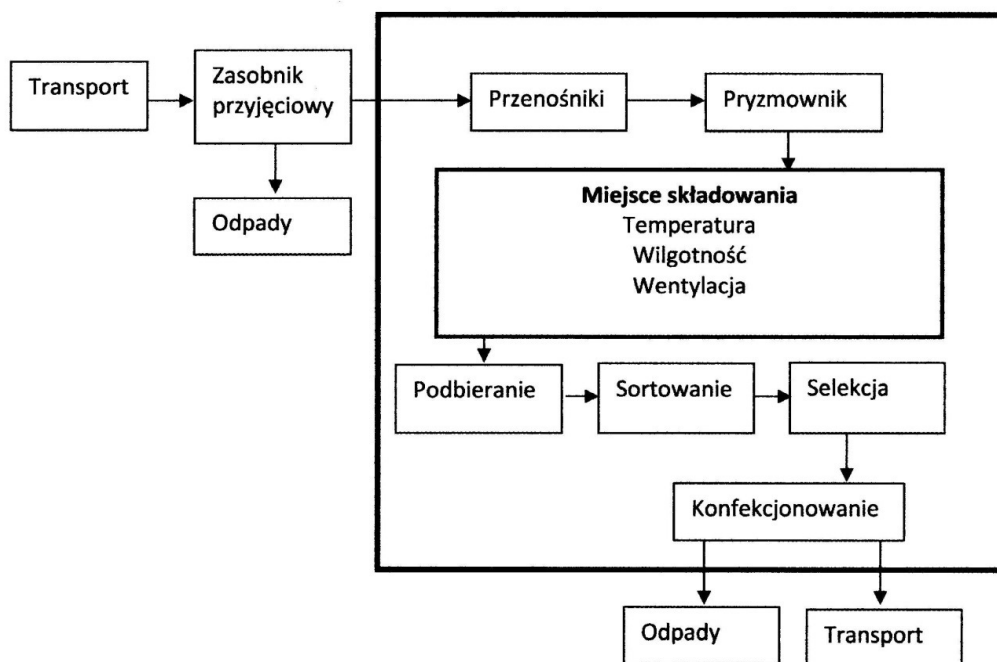 Transport
Zasobnik
przyjęciowy
Przenośniki
Pryzmownik
Odpady
Miejsce składowania
Temperatura
Wilgotność
Wentylacja
Podbieranie
Sortowanie
Selekcja
Konfekcjonowanie
Odpady
Transport